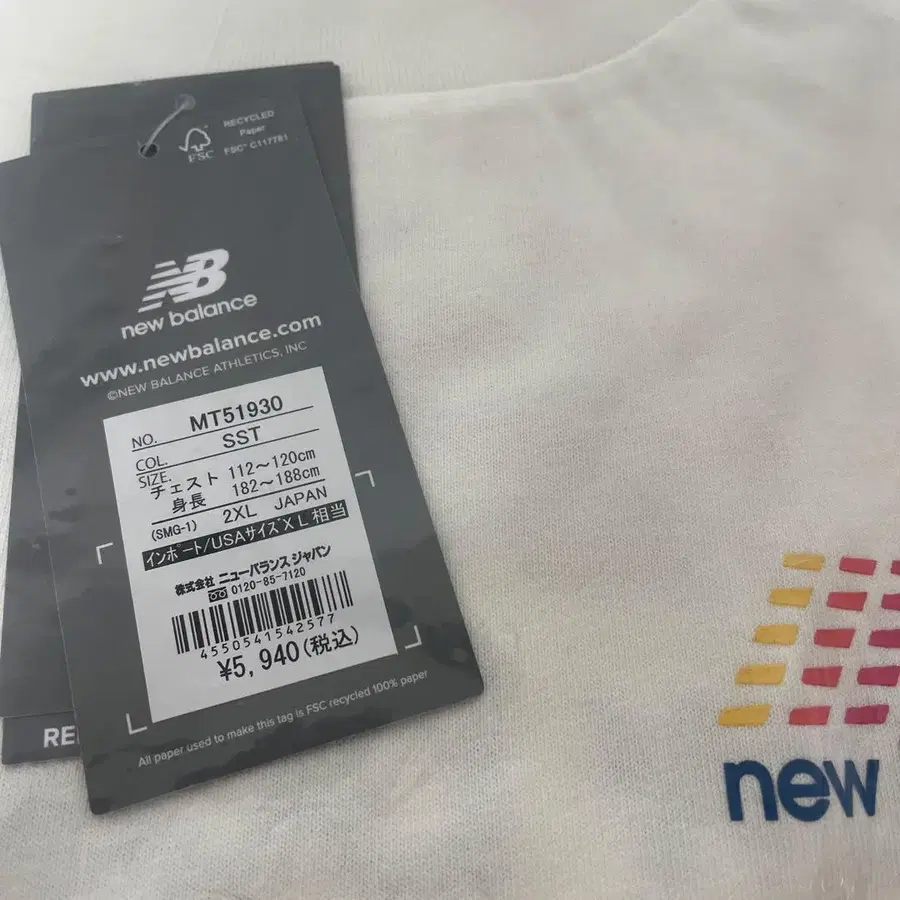 RECYCLED
Paper
FSC
FSC® C117781
NB
new balance
www.newbalance.com
©NEW BALANCE ATHLETICS, INC
NO. MT51930
COL. SST
SIZE.
チェスト 112～120cm
身長 182～188cm
(SMG-1) 2XL JAPAN
インポート/USAサイズXL相当
株式会社 ニューバランス ジャパン
0120-85-7120
4550541542577
¥5,940(税込)
All paper used to make this tag is FSC recycled 100% paper
RE
new